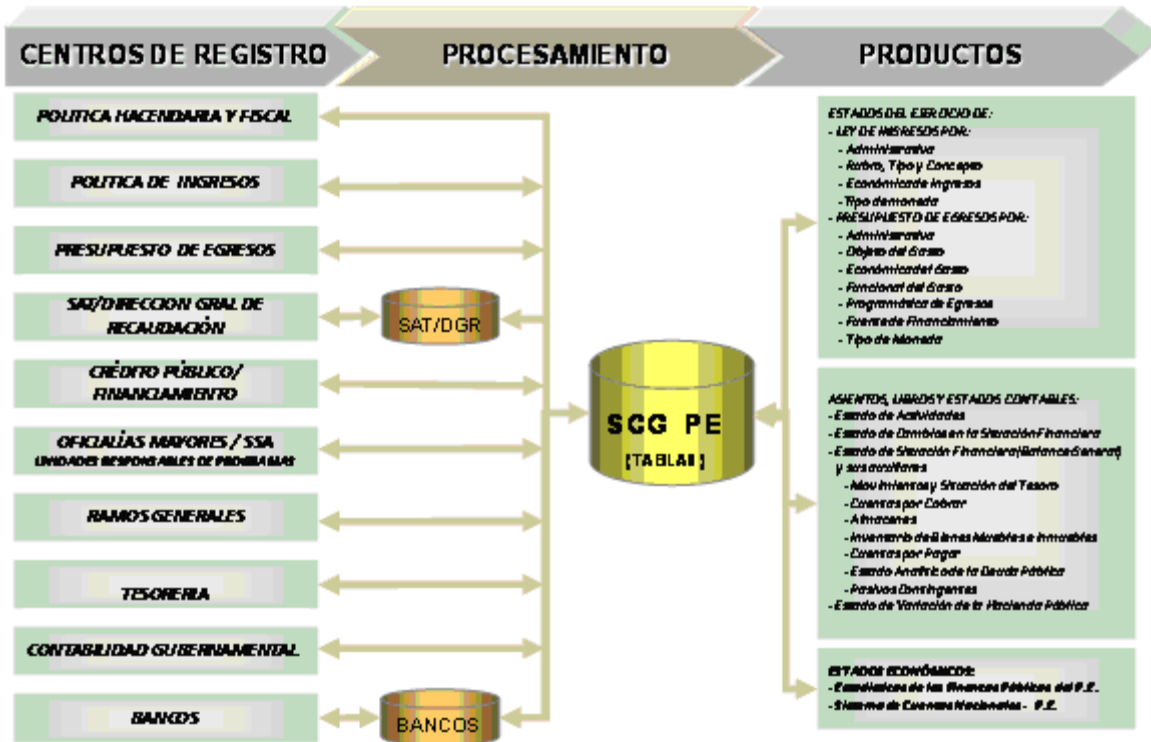 CENTROS DE REGISTRO
PROCESAMIENTO
PRODUCTOS
POLITICA HACENDARIA Y FISCAL
POLITICA DE INGRESOS
PRESUPUESTO DE EGRESOS
SAT/DIRECCION GRAL DE
RECAUDACIÓN
CRÉDITO PÚBLICO/
FINANCIAMIENTO
OFICIALÍAS MAYORES / SSA
UNIDADES RESPONSABLES DE PROGRAMAS
RAMOS GENERALES
TESORERIA
CONTABILIDAD GUBERNAMENTAL
BANCOS
SAT/DGR
BANCOS
SCG PE
(TABLAS)
ESTADOS DEL EJERCICIO DE:
- LEY DE INGRESOS POR:
- Administrativa
- Rubro, Tipo y Concepto
- Económica de Ingresos
- Tipo de moneda
- PRESUPUESTO DE EGRESOS POR:
- Administrativa
- Objeto del Gasto
- Económica del Gasto
- Funcional del Gasto
- Programática de Egresos
- Fuente de Financiamiento
- Tipo de Moneda
ASIENTOS, LIBROS Y ESTADOS CONTABLES:
- Estado de Actividades
- Estado de Cambios en la Situación Financiera
- Estado de Situación Financiera (Balance General)
y sus auxiliares
- Movimientos y Situación del Tesoro
- Cuentas por Cobrar
- Almacenes
- Inventario de Bienes Muebles e Inmuebles
- Cuentas por Pagar
- Estado Analítico de la Deuda Pública
- Pasivos Contingentes
- Estado de Variación de la Hacienda Pública
ESTADOS ECONÓMICOS:
- Estadísticas de las Finanzas Públicas del P.E.
- Sistema de Cuentas Nacionales - P.E.